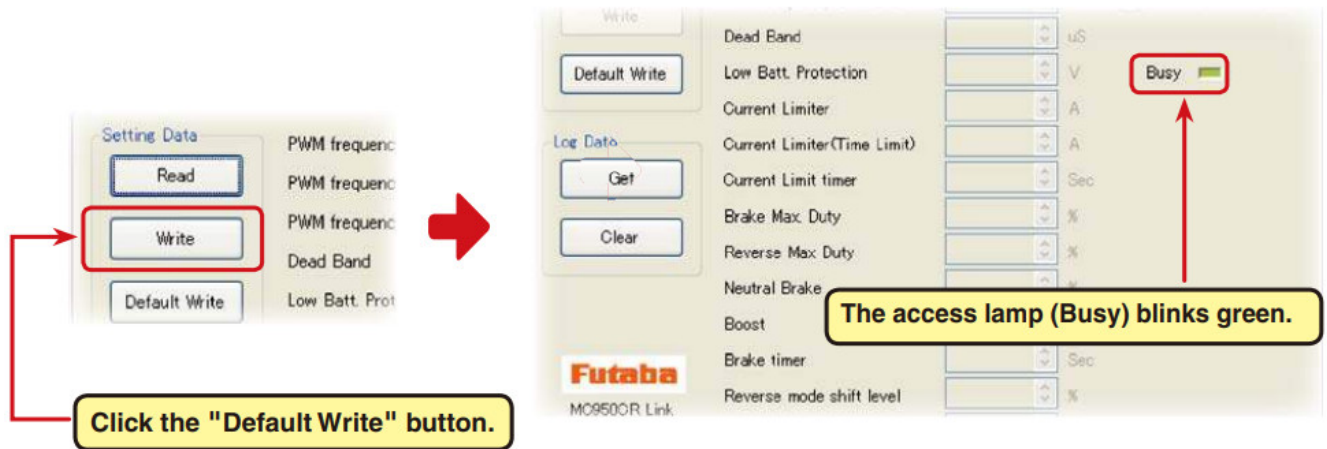 Setting Data
Read
Write
Default Write
PWM frequenc
PWM frequenc
PWM frequenc
Dead Band
Low Batt. Prot
Click the "Default Write" button.
Write
Default Write
Log Data
Get
Clear
Futaba
MC950CR Link
Dead Band
uS
Low Batt. Protection
V
Current Limiter
A
Current Limiter(Time Limit)
A
Current Limit timer
Sec
Brake Max. Duty
%
Reverse Max Duty
%
Neutral Brake
Boost
Brake timer
Sec
Reverse mode shift level
%
Busy
The access lamp (Busy) blinks green.